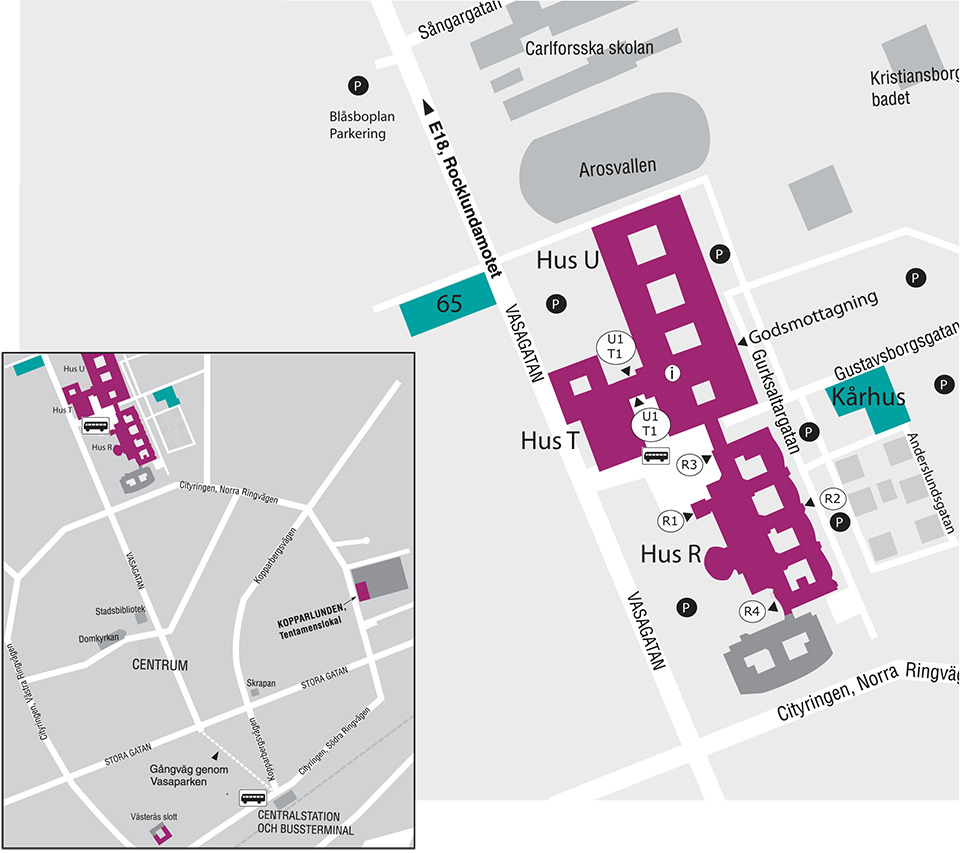 Sångargatan
Carlforsska skolan
Kristiansborg
badet
P
Blåsboplan
Parkering
E18, Rocklundamotet
Arosvallen
Hus U
P
P
P
65
VASAGATAN
Godsmottagning
U1
T1
i
Gurksaltargatan
Gustavsborgsgatan
P
Kårhus
U1
T1
Hus T
P
R3
Anderslundsgatan
R2
R1
P
Hus R
P
R4
VASAGATAN
Cityringen, Norra Ringväg
Hus U
Hus T
Hus R
Cityringen, Norra Ringvägen
VASAGATAN
Kopparbergsvägen
Stadsbibliotek
Domkyrkan
KOPPARLUNDEN,
Tentamenslokal
CENTRUM
Cityringen, Västra Ringvägen
Skrapan
STORA GATAN
STORA GATAN
Kopparbergsvägen
Cityringen, Södra Ringvägen
Gångväg genom
Vasaparken
CENTRALSTATION
OCH BUSSTERMINAL
Västerås slott